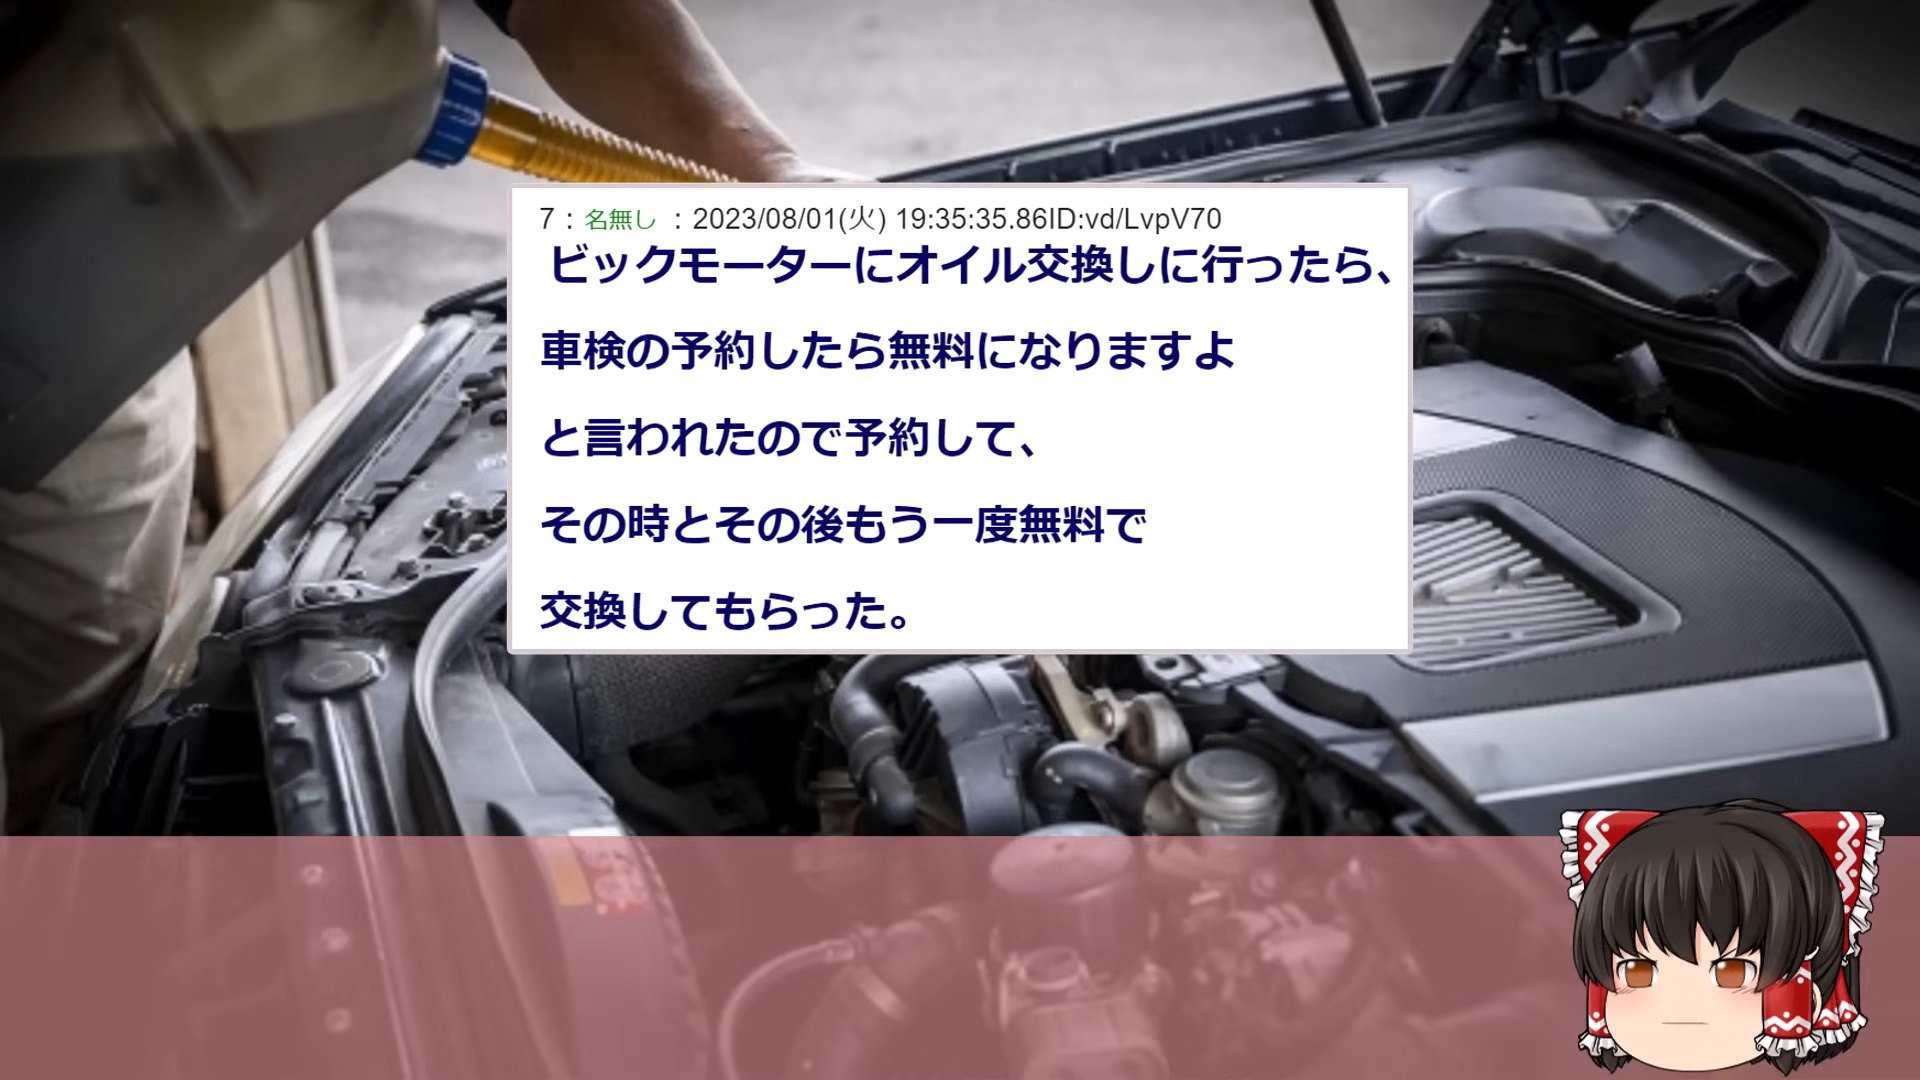 7：名無し ：2023/08/01(火) 19:35:35.86ID:vd/LvpV70
ビックモーターにオイル交換しに行ったら、
車検の予約したら無料になりますよ
と言われたので予約して、
その時とその後もう一度無料で
交換してもらった。